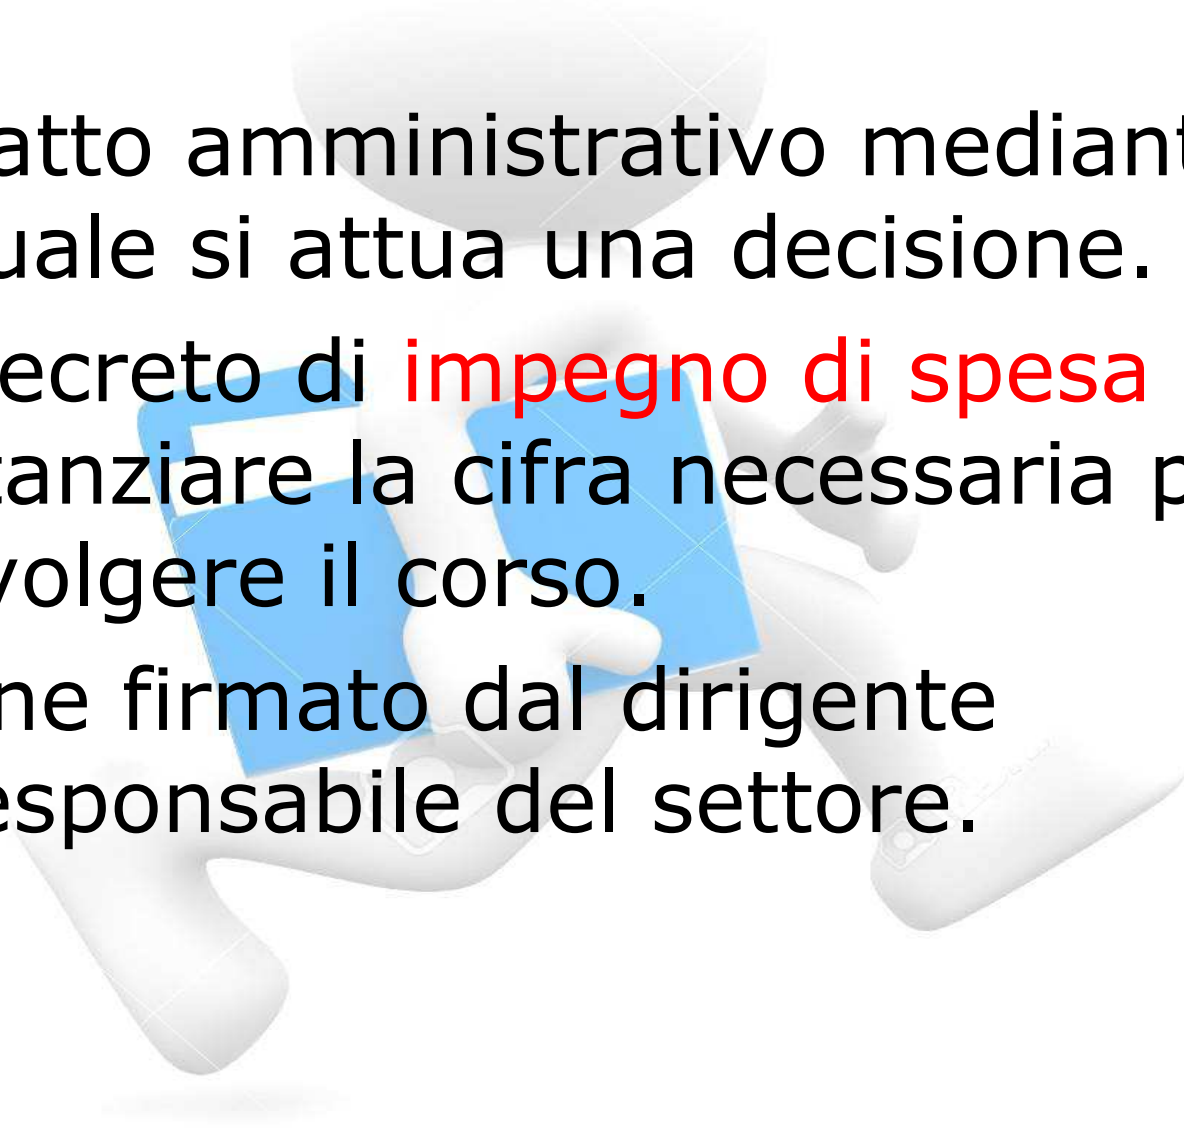 atto amministrativo mediant
uale si attua una decisione.
ecreto di impegno di spesa
tanziare la cifra necessaria p
volgere il corso.
ne firmato dal dirigente
esponsabile del settore.